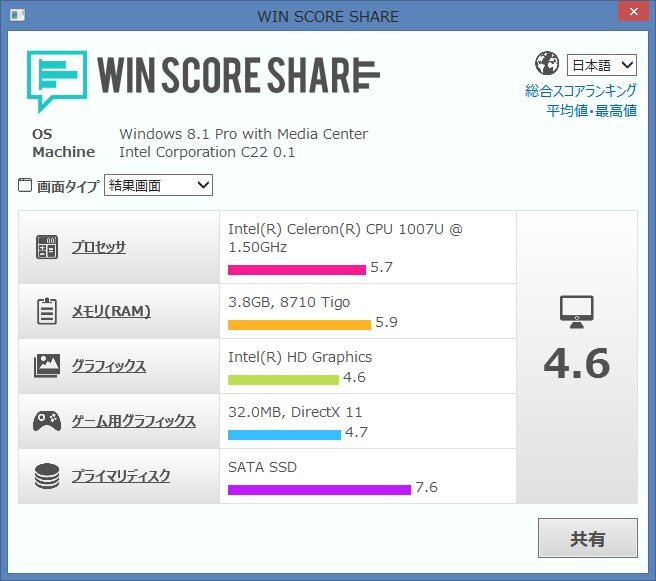 WIN SCORE SHARE
WIN SCORE SHARE
日本語
総合スコアランキング
平均値・最高値
OS Windows 8.1 Pro with Media Center
Machine Intel Corporation C22 0.1
画面タイプ 結果画面
プロセッサ
Intel(R) Celeron(R) CPU 1007U @
1.50GHz
5.7
メモリ(RAM)
3.8GB, 8710 Tigo
5.9
グラフィックス
Intel(R) HD Graphics
4.6
ゲーム用グラフィックス
32.0MB, DirectX 11
4.7
プライマリディスク
SATA SSD
7.6
4.6
共有